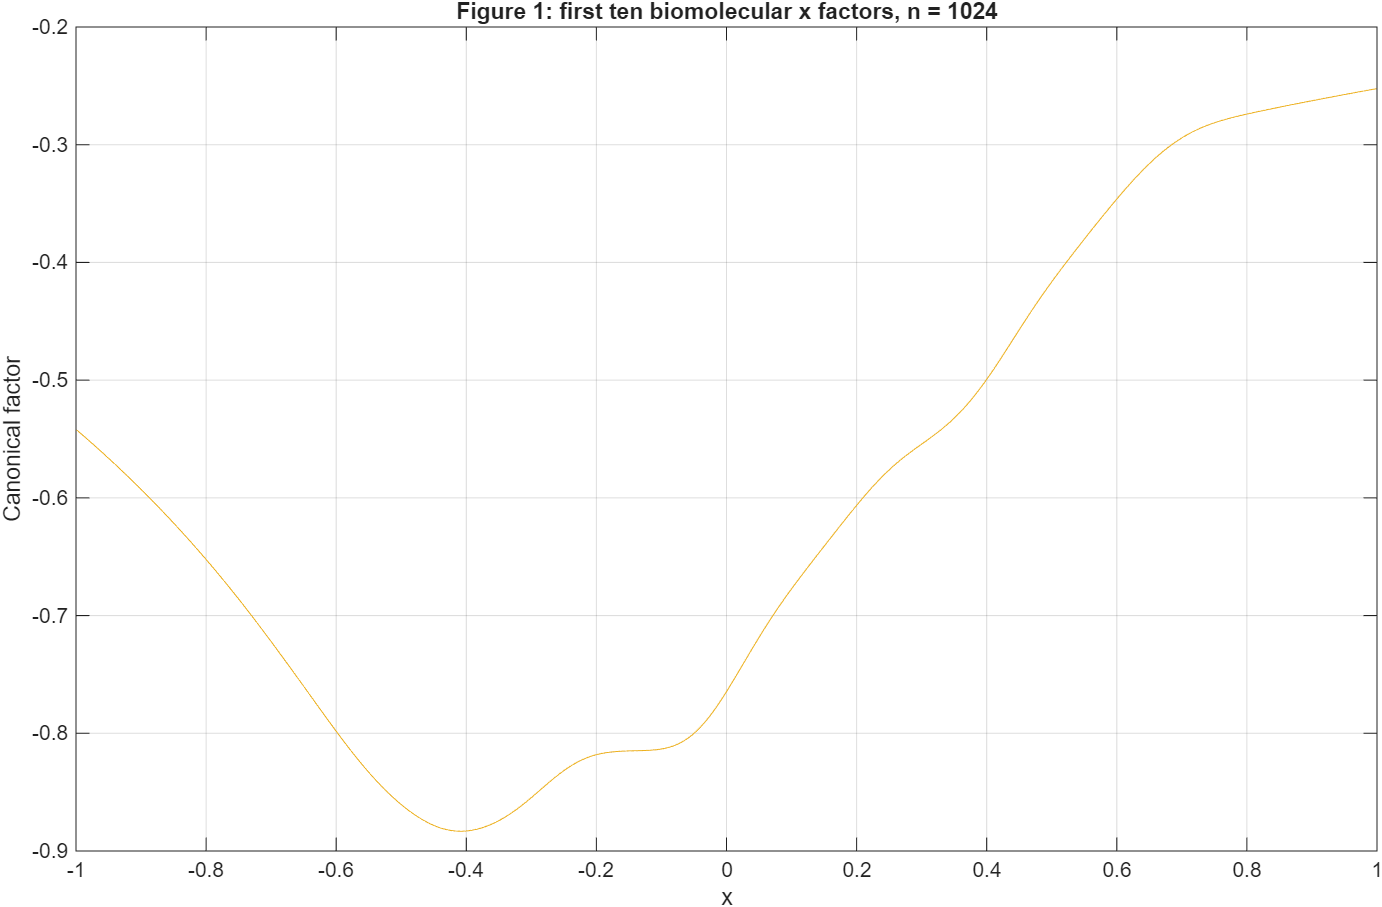 Figure 1: first ten biomolecular x factors, n = 1024
-0.2
-0.3
-0.4
-0.5
-0.6
-0.7
-0.8
-0.9
Canonical factor
-1 -0.8 -0.6 -0.4 -0.2 0 0.2 0.4 0.6 0.8 1
x